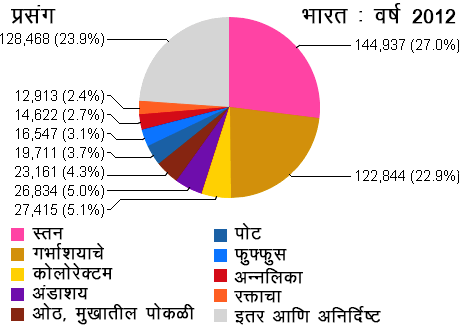 प्रसंग
भारत : वर्ष 2012
128,468 (23.9%)
144,937 (27.0%)
12,913 (2.4%)
14,622 (2.7%)
16,547 (3.1%)
19,711 (3.7%)
23,161 (4.3%)
26,834 (5.0%)
27,415 (5.1%)
122,844 (22.9%)
स्तन
गर्भाशयाचे
कोलोरेक्टम
अंडाशय
ओठ, मुखातील पोकळी
पोट
फुफ्फुस
अन्नलिका
रक्ताचा
इतर आणि अनिर्दिष्ट